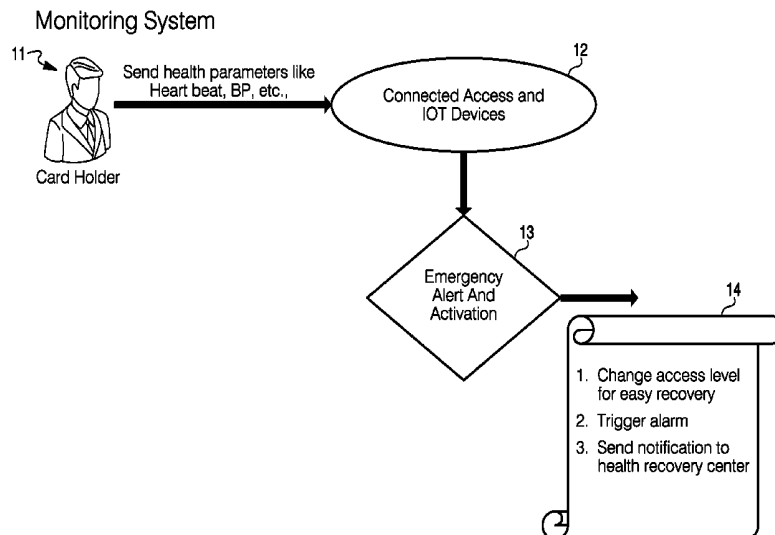 Monitoring System
11
Send health parameters like
Heart beat, BP, etc.,
Card Holder
12
Connected Access and
IOT Devices
13
Emergency
Alert And
Activation
14
1. Change access level
for easy recovery
2. Trigger alarm
3. Send notification to
health recovery center